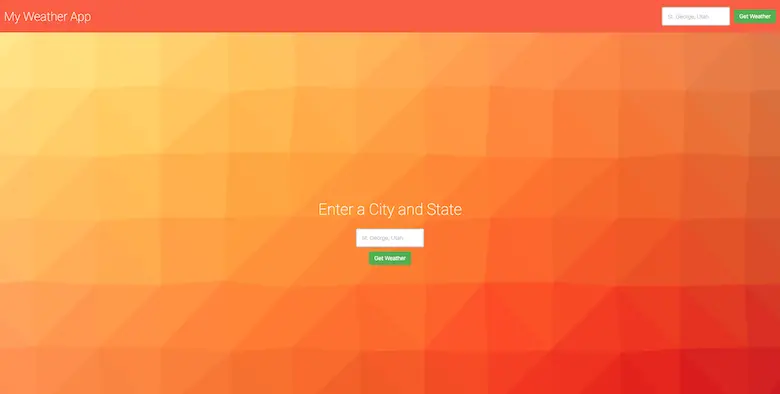 My Weather App
St. George, Utah
Get Weather
Enter a City and State
St. George, Utah
Get Weather